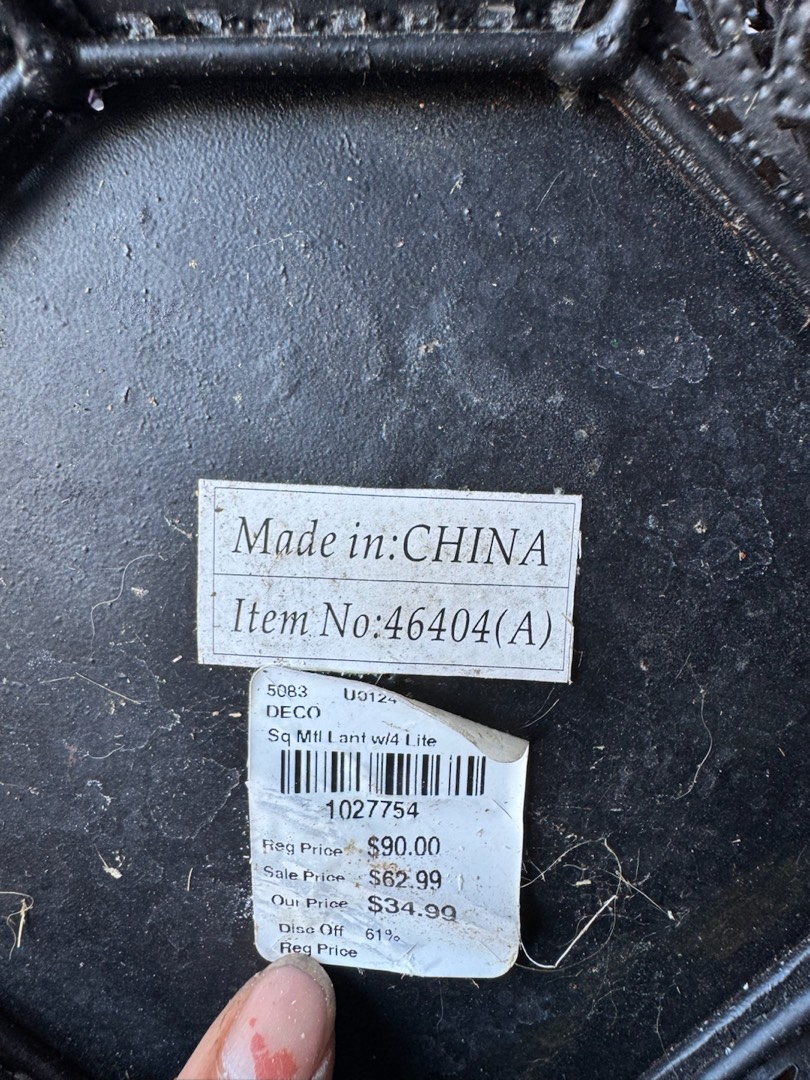 Made in:CHINA
Item No:46404(A)
5083 U0124
DECO
Sq Mtl Lant w/4 Lite
1027754
Reg Price $90.00
Sale Price $62.99
Our Price $34.99
Disc Off 61%
Reg Price